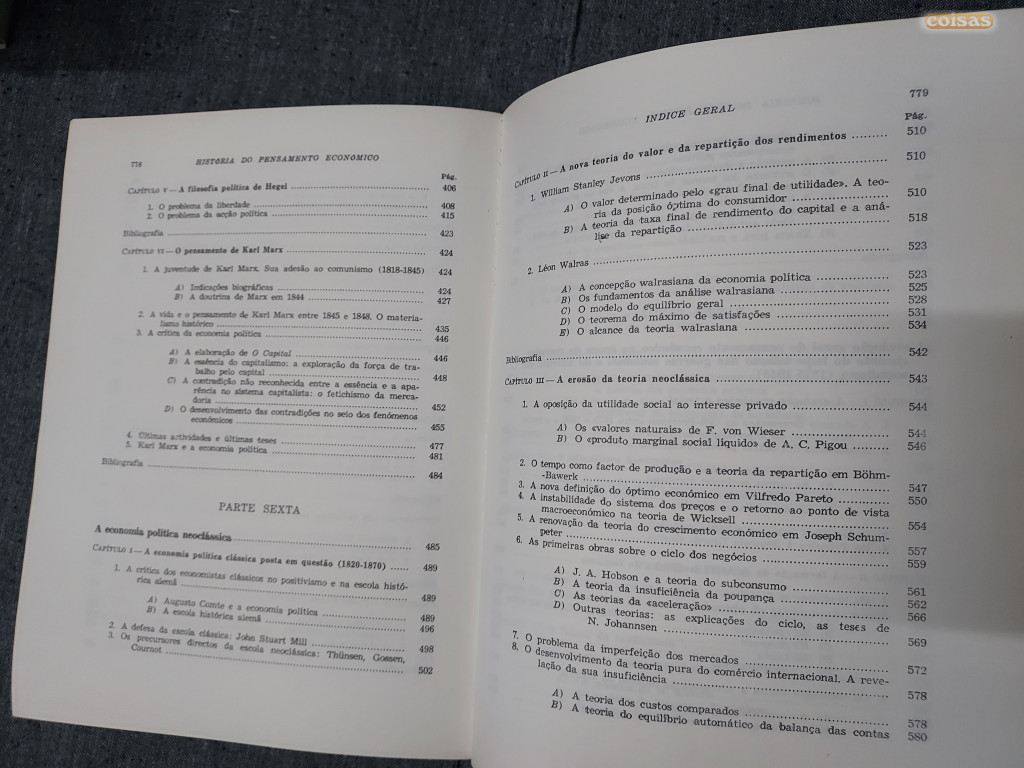 coisas
778 HISTÓRIA DO PENSAMENTO ECONÓMICO
Pág.
CAPÍTULO V — A filosofia política de Hegel ........ 406
1. O problema da liberdade ........ 408
2. O problema da acção política ........ 415
Bibliografia ........ 423
CAPÍTULO VI — O pensamento de Karl Marx ........ 424
1. A juventude de Karl Marx. Sua adesão ao comunismo (1818-1845) 424
A) Indicações biográficas ........ 424
B) A doutrina de Marx em 1844 ........ 427
2. A vida e o pensamento de Karl Marx entre 1845 e 1848. O materia-
lismo histórico ........ 435
3. A crítica da economia política ........ 446
A) A elaboração de O Capital ........ 446
B) A essência do capitalismo: a exploração da força de tra-
balho pelo capital ........ 448
C) A contradição não reconhecida entre a essência e a apa-
rência no sistema capitalista: o fetichismo da merca-
doria ........ 452
D) O desenvolvimento das contradições no seio dos fenómenos
económicos ........ 455
4. Últimas actividades e últimas teses ........ 477
5. Karl Marx e a economia política ........ 481
Bibliografia ........ 484
PARTE SEXTA
A economia política neoclássica ........ 485
CAPÍTULO I — A economia política clássica posta em questão (1820-1870) ...... 489
1. A crítica dos economistas clássicos no positivismo e na escola histó-
rica alemã ........ 489
A) Augusto Comte e a economia política ........ 489
B) A escola histórica alemã ........ 496
2. A defesa da escola clássica: John Stuart Mill ........ 498
3. Os precursores directos da escola neoclássica: Thünsen, Gossen,
Cournot ........ 502
INDICE GERAL 779
Pág.
CAPÍTULO II — A nova teoria do valor e da repartição dos rendimentos ......... 510
1. William Stanley Jevons ........ 510
A) O valor determinado pelo «grau final de utilidade». A teo-
ria da posição óptima do consumidor ........ 510
B) A teoria da taxa final de rendimento do capital e a aná-
lise da repartição ........ 518
2. Léon Walras ........ 523
A) A concepção walrasiana da economia política ........ 523
B) Os fundamentos da análise walrasiana ........ 525
C) O modelo do equilíbrio geral ........ 528
D) O teorema do máximo de satisfações ........ 531
E) O alcance da teoria walrasiana ........ 534
Bibliografia ........ 542
CAPÍTULO III — A erosão da teoria neoclássica ........ 543
1. A oposição da utilidade social ao interesse privado ........ 544
A) Os «valores naturais» de F. von Wieser ........ 544
B) O «produto marginal social líquido» de A. C. Pigou ........ 546
2. O tempo como factor de produção e a teoria da repartição em Böhm-
-Bawerk ........ 547
3. A nova definição do óptimo económico em Vilfredo Pareto ........ 550
4. A instabilidade do sistema dos preços e o retorno ao ponto de vista
macroeconómico na teoria de Wicksell ........ 554
5. A renovação da teoria do crescimento económico em Joseph Schum-
peter ........ 557
6. As primeiras obras sobre o ciclo dos negócios ........ 559
A) J. A. Hobson e a teoria do subconsumo ........ 561
B) A teoria da insuficiência da poupança ........ 562
C) As teorias da «aceleração» ........ 566
D) Outras teorias: as explicações do ciclo, as teses de
N. Johannsen ........ 569
7. O problema da imperfeição dos mercados ........ 572
8. O desenvolvimento da teoria pura do comércio internacional. A reve-
lação da sua insuficiência ........ 578
A) A teoria dos custos comparados ........ 578
B) A teoria do equilíbrio automático da balança das contas 580